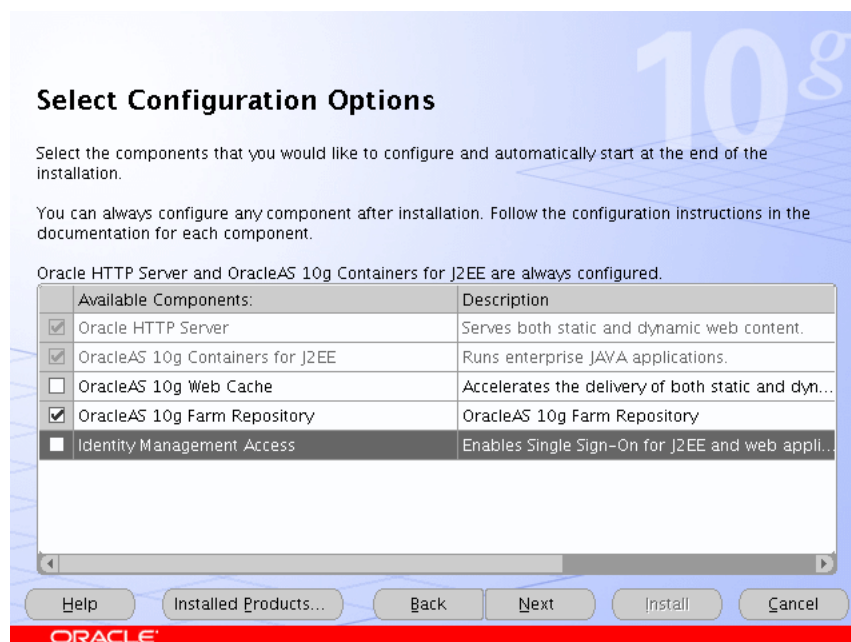 10g
Select Configuration Options
Select the components that you would like to configure and automatically start at the end of the
installation.
You can always configure any component after installation. Follow the configuration instructions in the
documentation for each component.
Oracle HTTP Server and OracleAS 10g Containers for J2EE are always configured.
Available Components: Description
Oracle HTTP Server Serves both static and dynamic web content.
OracleAS 10g Containers for J2EE Runs enterprise JAVA applications.
OracleAS 10g Web Cache Accelerates the delivery of both static and dyn...
OracleAS 10g Farm Repository OracleAS 10g Farm Repository
Identity Management Access Enables Single Sign-On for J2EE and web appli...
Help Installed Products... Back Next Install Cancel
ORACLE